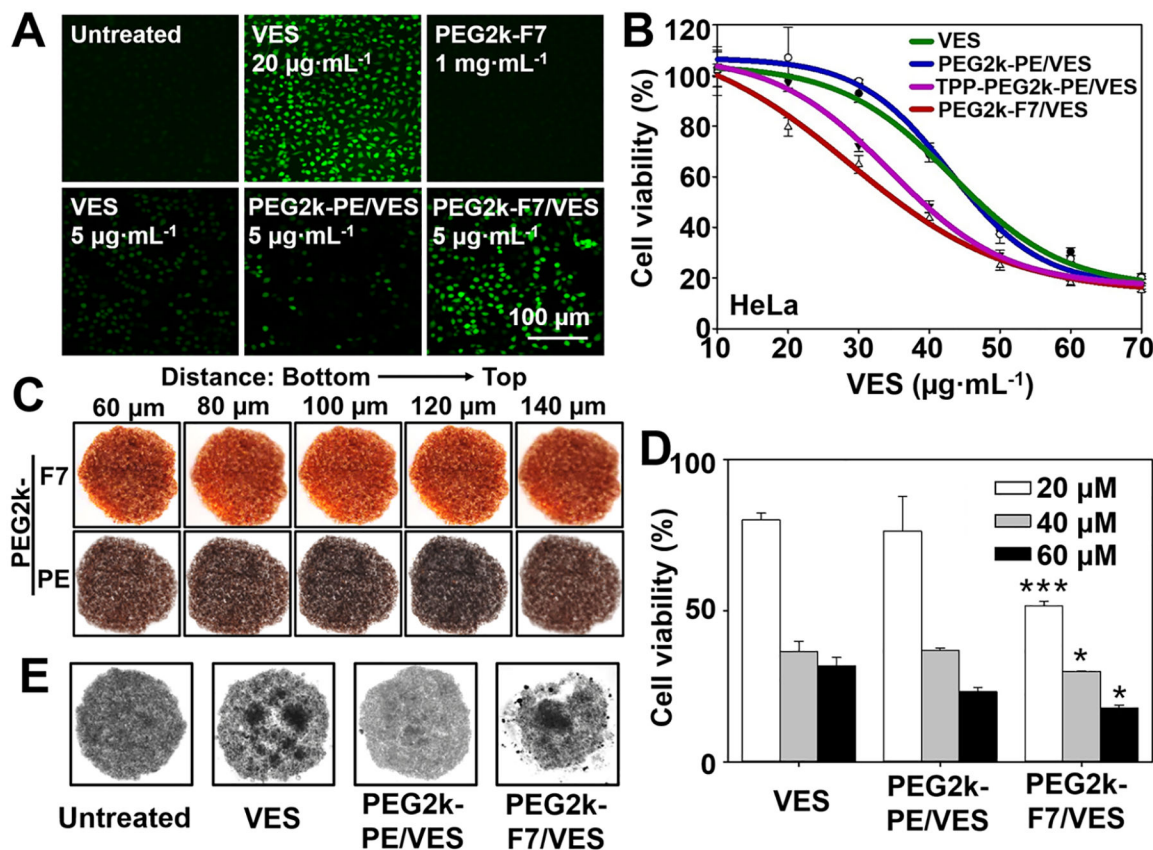 A
Untreated
VES
20 µg·mL⁻¹
PEG2k-F7
1 mg·mL⁻¹
VES
5 µg·mL⁻¹
PEG2k-PE/VES
5 µg·mL⁻¹
PEG2k-F7/VES
5 µg·mL⁻¹
100 µm
B
Cell viability (%)
120
100
80
60
40
20
0
VES
PEG2k-PE/VES
TPP-PEG2k-PE/VES
PEG2k-F7/VES
HeLa
10 20 30 40 50 60 70
VES (µg·mL⁻¹)
C
Distance: Bottom ⟶ Top
60 µm 80 µm 100 µm 120 µm 140 µm
PEG2k-
F7
PE
D
Cell viability (%)
100
50
0
20 µM
40 µM
60 µM
***
*
*
VES
PEG2k-
PE/VES
PEG2k-
F7/VES
E
Untreated
VES
PEG2k-
PE/VES
PEG2k-
F7/VES